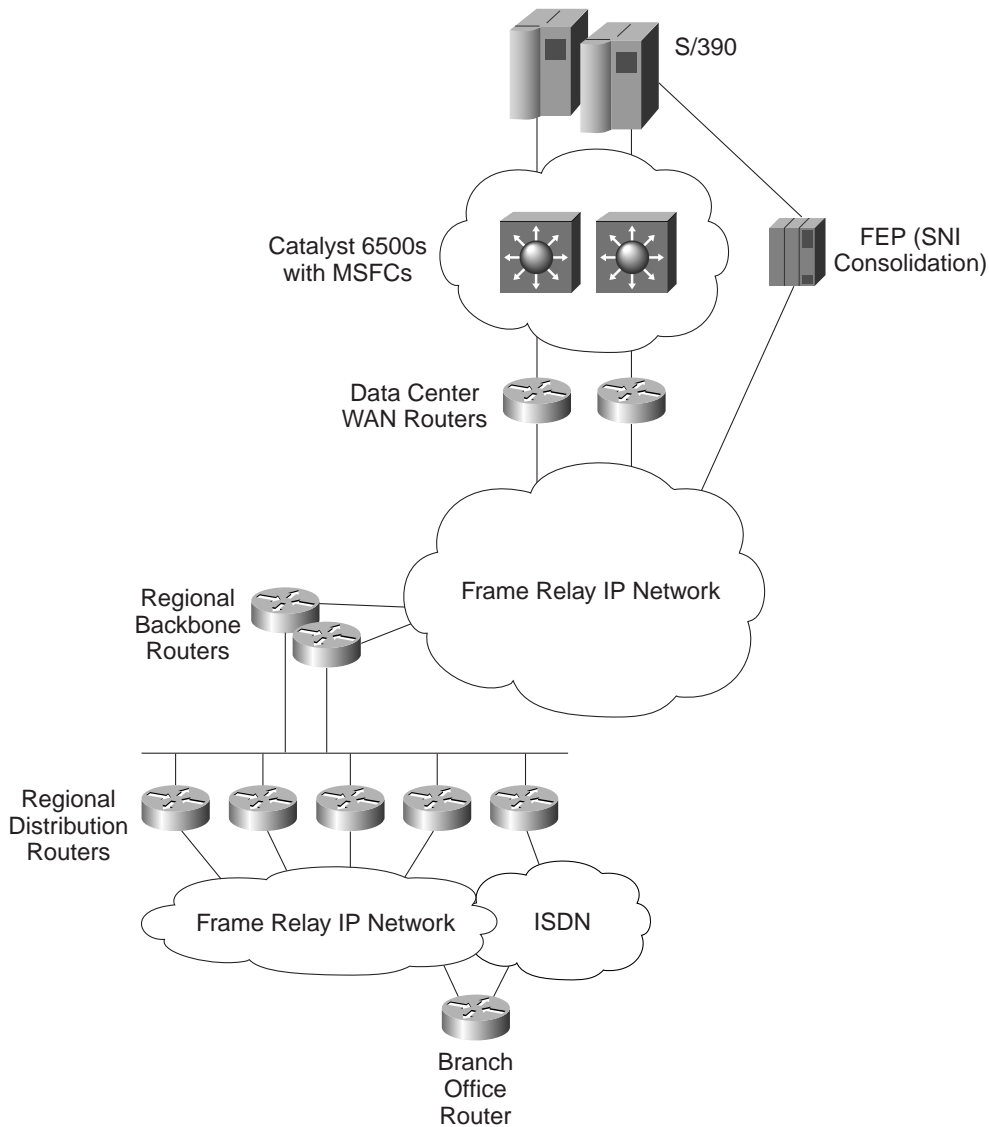 S/390
Catalyst 6500s
with MSFCs
FEP (SNI
Consolidation)
Data Center
WAN Routers
Frame Relay IP Network
Regional
Backbone
Routers
Regional
Distribution
Routers
Frame Relay IP Network
ISDN
Branch
Office
Router